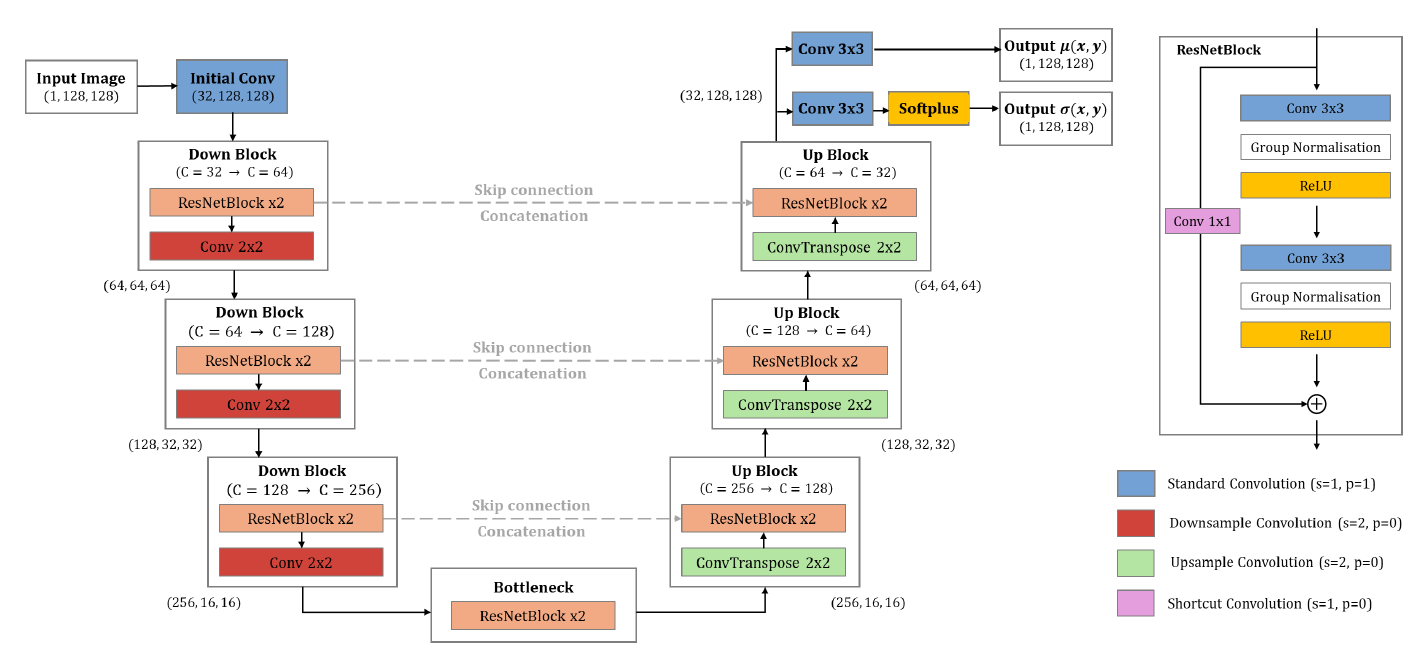 Input Image
(1, 128, 128)
Initial Conv
(32, 128, 128)
Down Block
(C = 32 → C = 64)
ResNetBlock x2
Conv 2x2
(64, 64, 64)
Down Block
(C = 64 → C = 128)
ResNetBlock x2
Conv 2x2
(128, 32, 32)
Down Block
(C = 128 → C = 256)
ResNetBlock x2
Conv 2x2
(256, 16, 16)
Bottleneck
ResNetBlock x2
Skip connection
Concatenation
Skip connection
Concatenation
Skip connection
Concatenation
(256, 16, 16)
Up Block
(C = 256 → C = 128)
ResNetBlock x2
ConvTranspose 2x2
(128, 32, 32)
Up Block
(C = 128 → C = 64)
ResNetBlock x2
ConvTranspose 2x2
(64, 64, 64)
Up Block
(C = 64 → C = 32)
ResNetBlock x2
ConvTranspose 2x2
(32, 128, 128)
Conv 3x3
Output μ(x, y)
(1, 128, 128)
Conv 3x3
Softplus
Output σ(x, y)
(1, 128, 128)
ResNetBlock
Conv 3x3
Group Normalisation
ReLU
Conv 1x1
Conv 3x3
Group Normalisation
ReLU
Standard Convolution (s=1, p=1)
Downsample Convolution (s=2, p=0)
Upsample Convolution (s=2, p=0)
Shortcut Convolution (s=1, p=0)